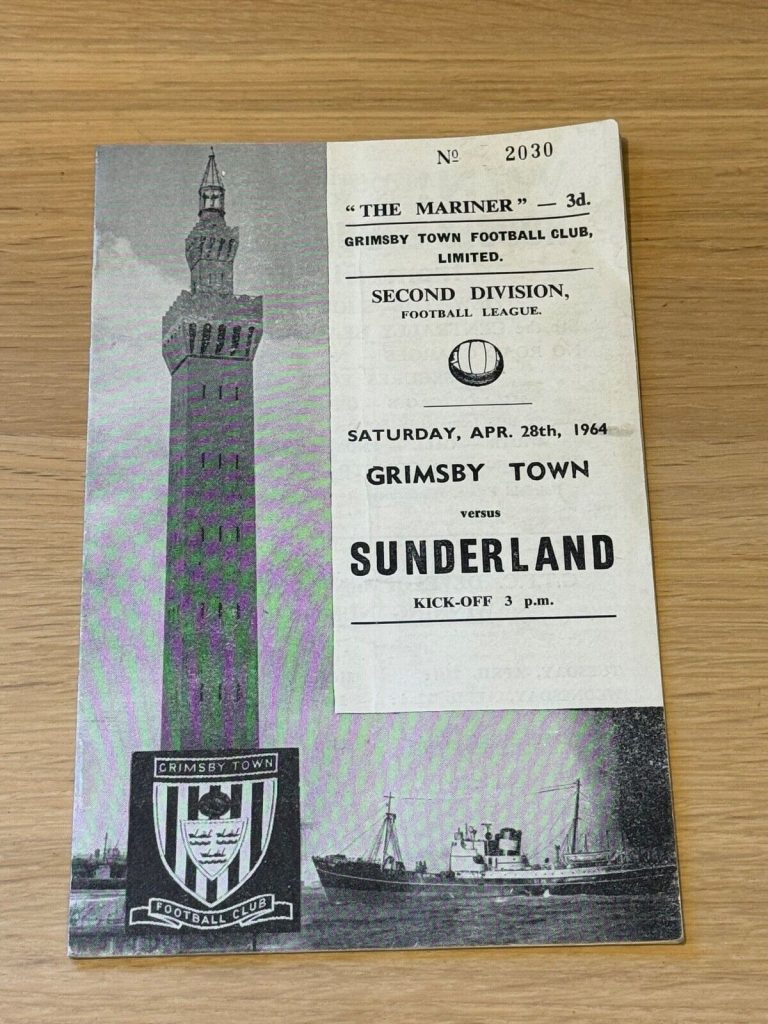 Nº 2030
"THE MARINER" — 3d.
GRIMSBY TOWN FOOTBALL CLUB,
LIMITED.
SECOND DIVISION,
FOOTBALL LEAGUE.
SATURDAY, APR. 28th, 1964
GRIMSBY TOWN
versus
SUNDERLAND
KICK-OFF 3 p.m.
GRIMSBY TOWN
FOOTBALL CLUB